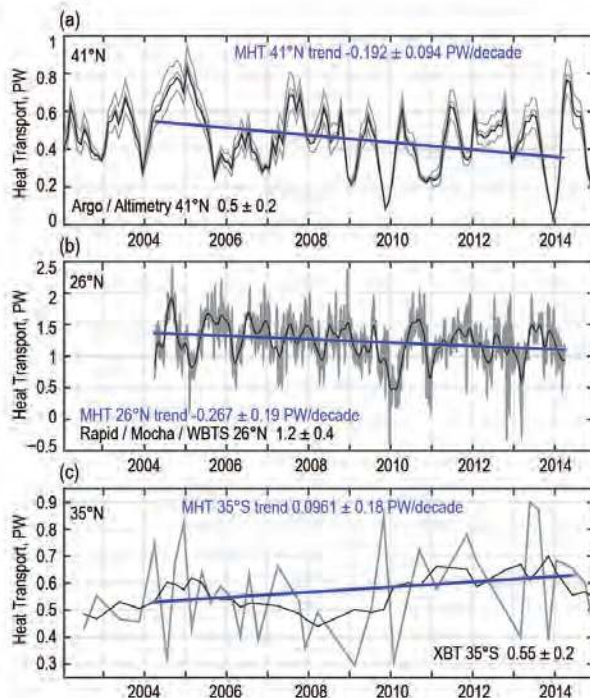 (a)
41°N
MHT 41°N trend -0.192 ± 0.094 PW/decade
Heat Transport, PW
1
0.8
0.6
0.4
0.2
0
Argo / Altimetry 41°N 0.5 ± 0.2
2004 2006 2008 2010 2012 2014
(b)
26°N
Heat Transport, PW
2.5
2
1.5
1
0.5
0
−0.5
MHT 26°N trend -0.267 ± 0.19 PW/decade
Rapid / Mocha / WBTS 26°N 1.2 ± 0.4
2004 2006 2008 2010 2012 2014
(c)
35°N
MHT 35°S trend 0.0961 ± 0.18 PW/decade
Heat Transport, PW
0.9
0.8
0.7
0.6
0.5
0.4
0.3
XBT 35°S 0.55 ± 0.2
2004 2006 2008 2010 2012 2014